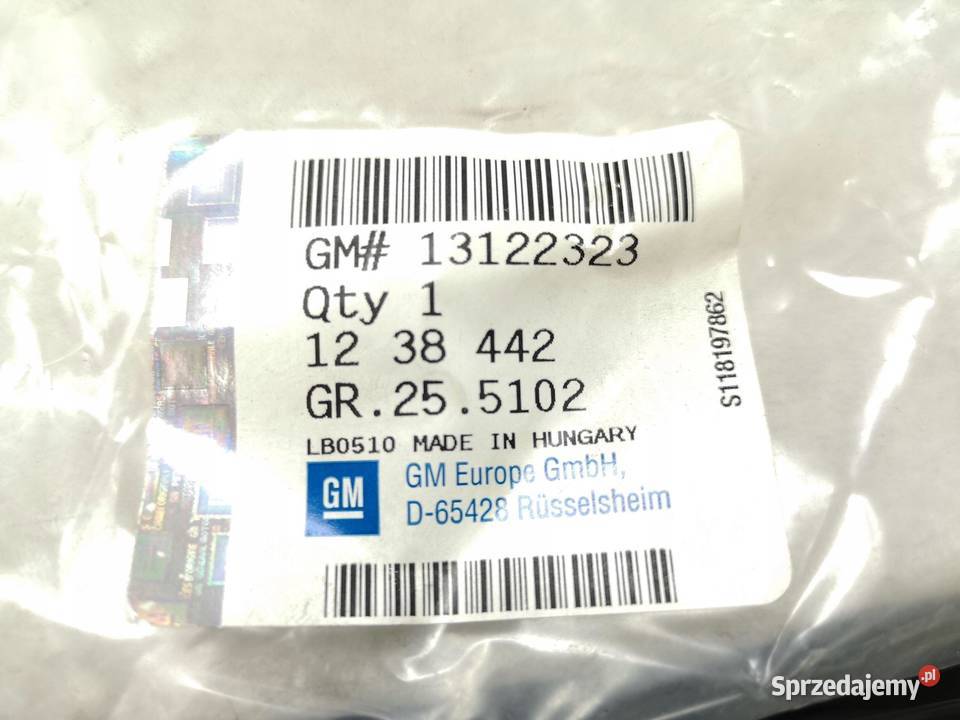 GM# 13122323
Qty 1
12 38 442
GR.25.5102
LB0510 MADE IN HUNGARY
GM
GM Europe GmbH,
D-65428 Rüsselsheim
S118197862
Sprzedajemy.pl